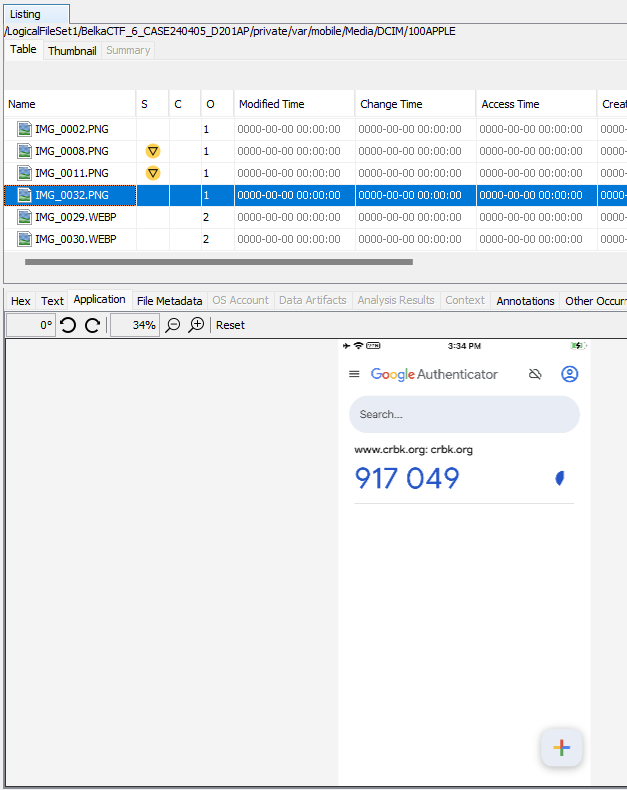 Listing
/LogicalFileSet1/BelkaCTF_6_CASE240405_D201AP/private/var/mobile/Media/DCIM/100APPLE
Table Thumbnail Summary
Name S C O Modified Time Change Time Access Time Creat
IMG_0002.PNG 1 0000-00-00 00:00:00 0000-00-00 00:00:00 0000-00-00 00:00:00 0000-
IMG_0008.PNG 1 0000-00-00 00:00:00 0000-00-00 00:00:00 0000-00-00 00:00:00 0000-
IMG_0011.PNG 1 0000-00-00 00:00:00 0000-00-00 00:00:00 0000-00-00 00:00:00 0000-
IMG_0032.PNG 1 0000-00-00 00:00:00 0000-00-00 00:00:00 0000-00-00 00:00:00 0000-
IMG_0029.WEBP 2 0000-00-00 00:00:00 0000-00-00 00:00:00 0000-00-00 00:00:00 0000-
IMG_0030.WEBP 2 0000-00-00 00:00:00 0000-00-00 00:00:00 0000-00-00 00:00:00 0000-
Hex Text Application File Metadata OS Account Data Artifacts Analysis Results Context Annotations Other Occurr
0° 34% Reset
3:34 PM
Google Authenticator
Search...
www.crbk.org: crbk.org
917 049